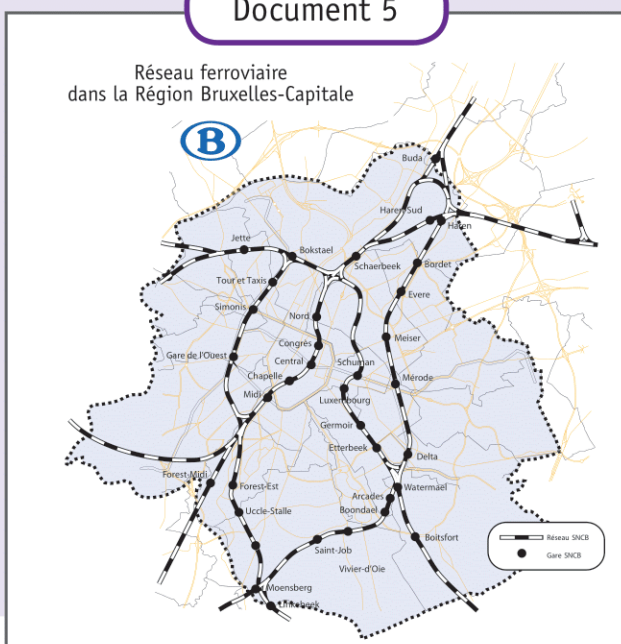 Document 5
Réseau ferroviaire
dans la Région Bruxelles-Capitale
B
Buda
Haren-Sud
Haren
Jette
Bokstael
Schaerbeek
Bordet
Tour et Taxis
Evere
Simonis
Nord
Meiser
Congrès
Gare de l'Ouest
Central
Schuman
Chapelle
Mérode
Midi
Luxembourg
Germoir
Etterbeek
Delta
Forest-Midi
Forest-Est
Watermael
Arcades
Uccle-Stalle
Boondael
Boitsfort
Réseau SNCB
Saint-Job
Gare SNCB
Vivier-d'Oie
Moensberg
Linkebeek